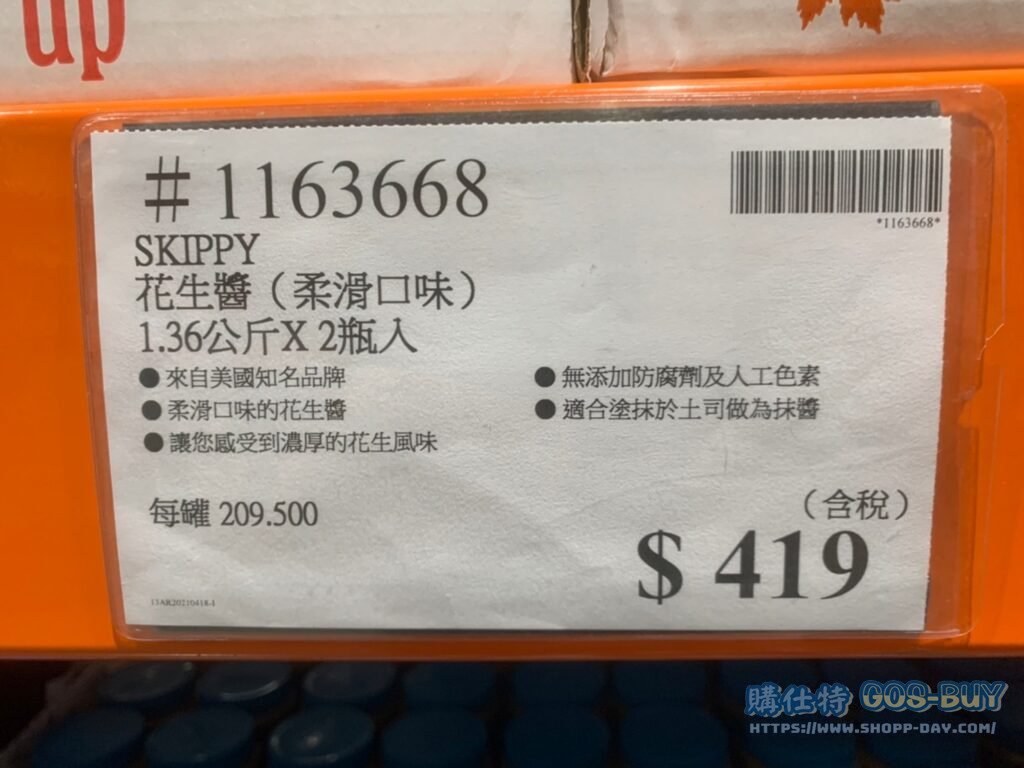 up
#1163668
*1163668*
SKIPPY
花生醬（柔滑口味）
1.36公斤X 2瓶入
● 來自美國知名品牌
● 柔滑口味的花生醬
● 讓您感受到濃厚的花生風味
● 無添加防腐劑及人工色素
● 適合塗抹於土司做為抹醬
每罐 209.500
（含稅）
$ 419
13AR20210418-1
購仕特 GOS-BUY
HTTPS://WWW.SHOPP-DAY.COM/